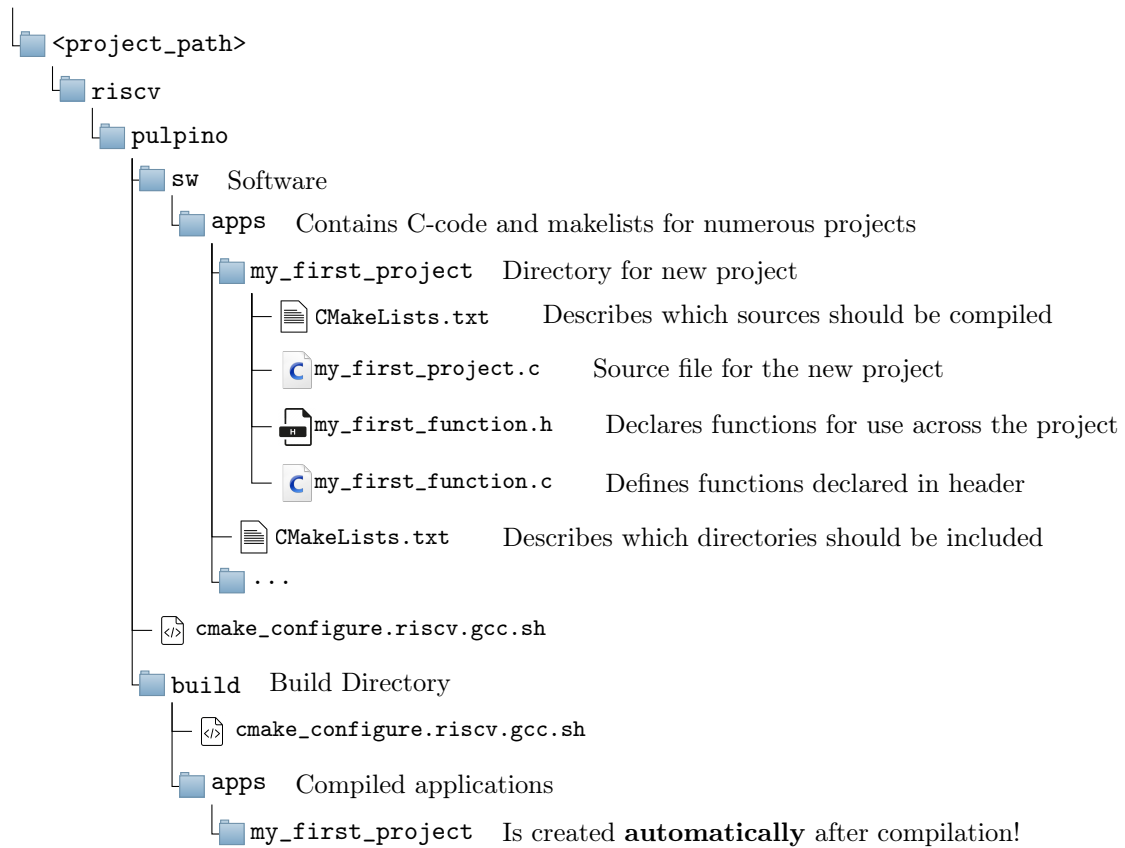 <project_path>
riscv
pulpino
sw Software
apps Contains C-code and makelists for numerous projects
my_first_project Directory for new project
CMakeLists.txt Describes which sources should be compiled
C my_first_project.c Source file for the new project
H my_first_function.h Declares functions for use across the project
C my_first_function.c Defines functions declared in header
CMakeLists.txt Describes which directories should be included
...
</> cmake_configure.riscv.gcc.sh
build Build Directory
</> cmake_configure.riscv.gcc.sh
apps Compiled applications
my_first_project Is created automatically after compilation!